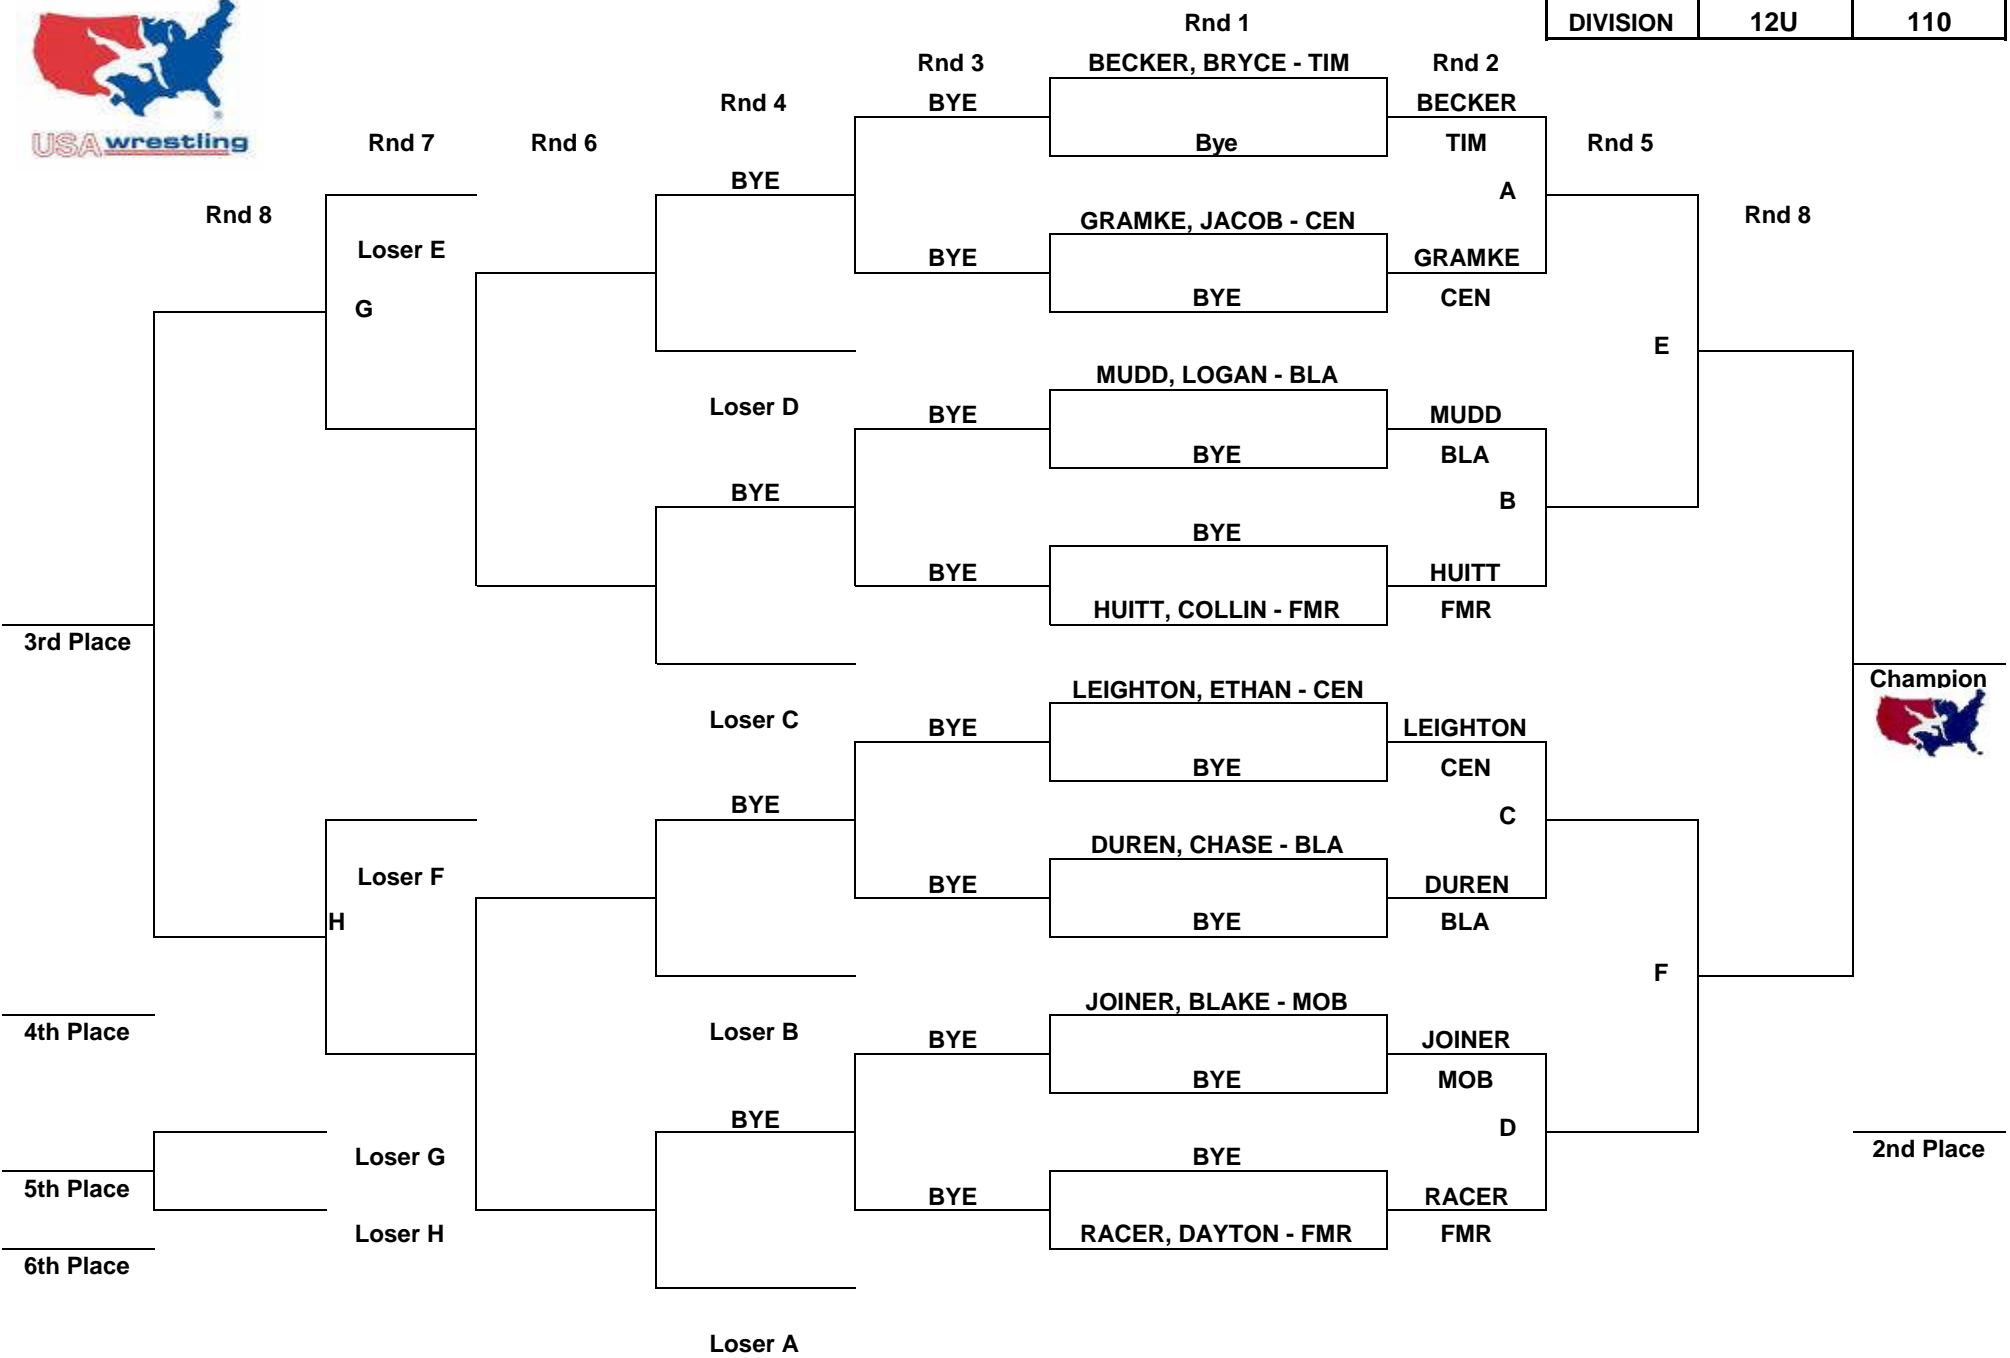 Rnd 1
DIVISION 12U 110
Rnd 3 BECKER, BRYCE - TIM Rnd 2
Rnd 4 BYE BECKER
USA wrestling Rnd 7 Rnd 6 Bye TIM Rnd 5
BYE A
Rnd 8 GRAMKE, JACOB - CEN Rnd 8
Loser E BYE GRAMKE
G BYE CEN
E
MUDD, LOGAN - BLA
Loser D BYE MUDD
BYE BLA
BYE B
BYE
BYE HUITT
HUITT, COLLIN - FMR FMR
3rd Place
LEIGHTON, ETHAN - CEN Champion
Loser C BYE LEIGHTON
BYE CEN
BYE C
DUREN, CHASE - BLA
Loser F BYE DUREN
H BYE BLA
F
JOINER, BLAKE - MOB
4th Place Loser B BYE JOINER
BYE MOB
BYE D
Loser G BYE 2nd Place
5th Place BYE RACER
Loser H RACER, DAYTON - FMR FMR
6th Place
Loser A